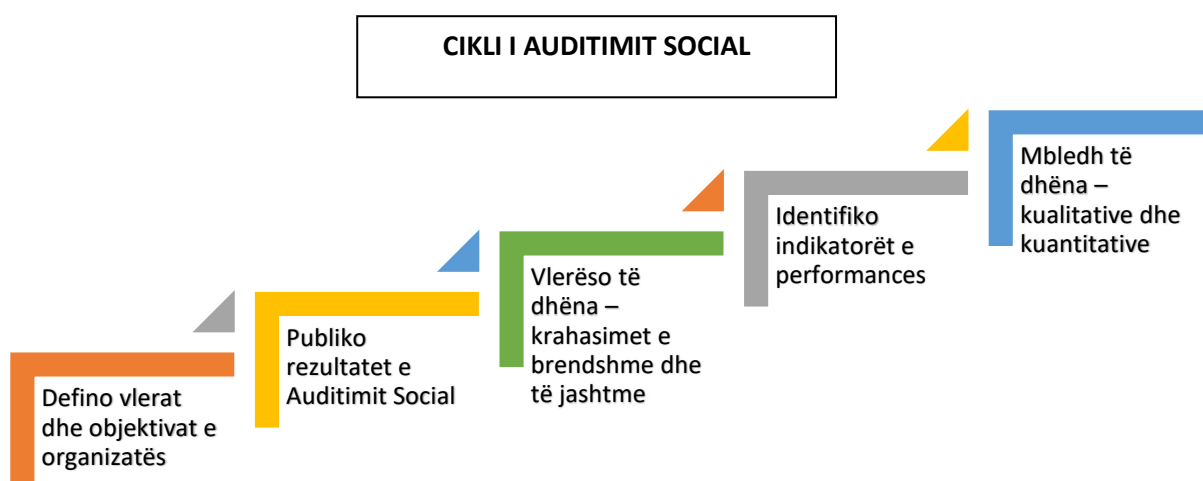 CIKLI I AUDITIMIT SOCIAL
Defino vlerat
dhe objektivat e
organizatës
Publiko
rezultatet e
Auditimit Social
Vlerëso të
dhëna –
krahasimet e
brendshme dhe
të jashtme
Identifiko
indikatorët e
performances
Mbledh të
dhëna –
kualitative dhe
kuantitative